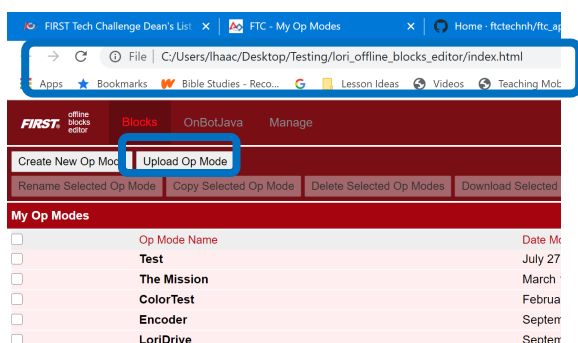 FIRST Tech Challenge Dean's List × FTC - My Op Modes × Home · ftctechnh/ftc_ap
File C:/Users/lhaac/Desktop/Testing/lori_offline_blocks_editor/index.html
Apps Bookmarks Bible Studies - Reco... G Lesson Ideas Videos Teaching Mob
FIRST. offline blocks editor Blocks OnBotJava Manage
Create New Op Mode Upload Op Mode
Rename Selected Op Mode Copy Selected Op Mode Delete Selected Op Modes Download Selected
My Op Modes
Op Mode Name Date Mo
Test July 27
The Mission March
ColorTest Februa
Encoder Septem
LoriDrive Septem